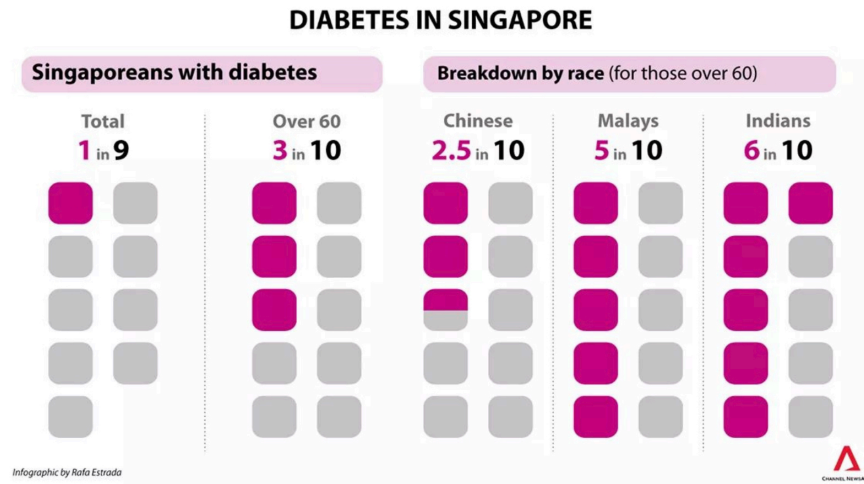 DIABETES IN SINGAPORE
Singaporeans with diabetes
Total
1 in 9
Over 60
3 in 10
Breakdown by race (for those over 60)
Chinese
2.5 in 10
Malays
5 in 10
Indians
6 in 10
Infographic by Rafa Estrada
CHANNEL